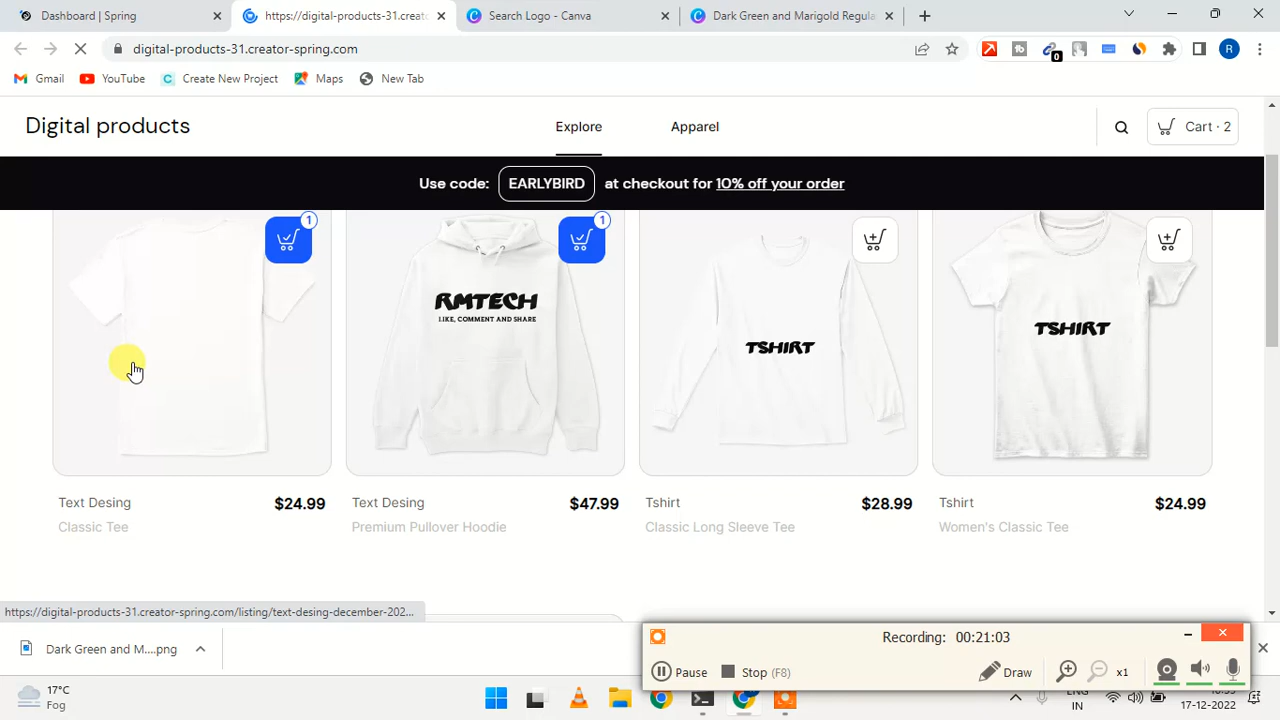 Dashboard | Spring
https://digital-products-31.creato
Search Logo - Canva
Dark Green and Marigold Regula
digital-products-31.creator-spring.com
0
R
Gmail
YouTube
Create New Project
Maps
New Tab
Digital products
Explore
Apparel
Cart · 2
Use code: EARLYBIRD at checkout for 10% off your order
1
1
RMTECH
LIKE, COMMENT AND SHARE
TSHIRT
TSHIRT
Text Desing $24.99
Classic Tee
Text Desing $47.99
Premium Pullover Hoodie
Tshirt $28.99
Classic Long Sleeve Tee
Tshirt $24.99
Women's Classic Tee
https://digital-products-31.creator-spring.com/listing/text-desing-december-202...
Dark Green and M....png
Recording: 00:21:03
Pause
Stop (F8)
Draw
x1
17°C
Fog
ENG
IN
17-12-2022